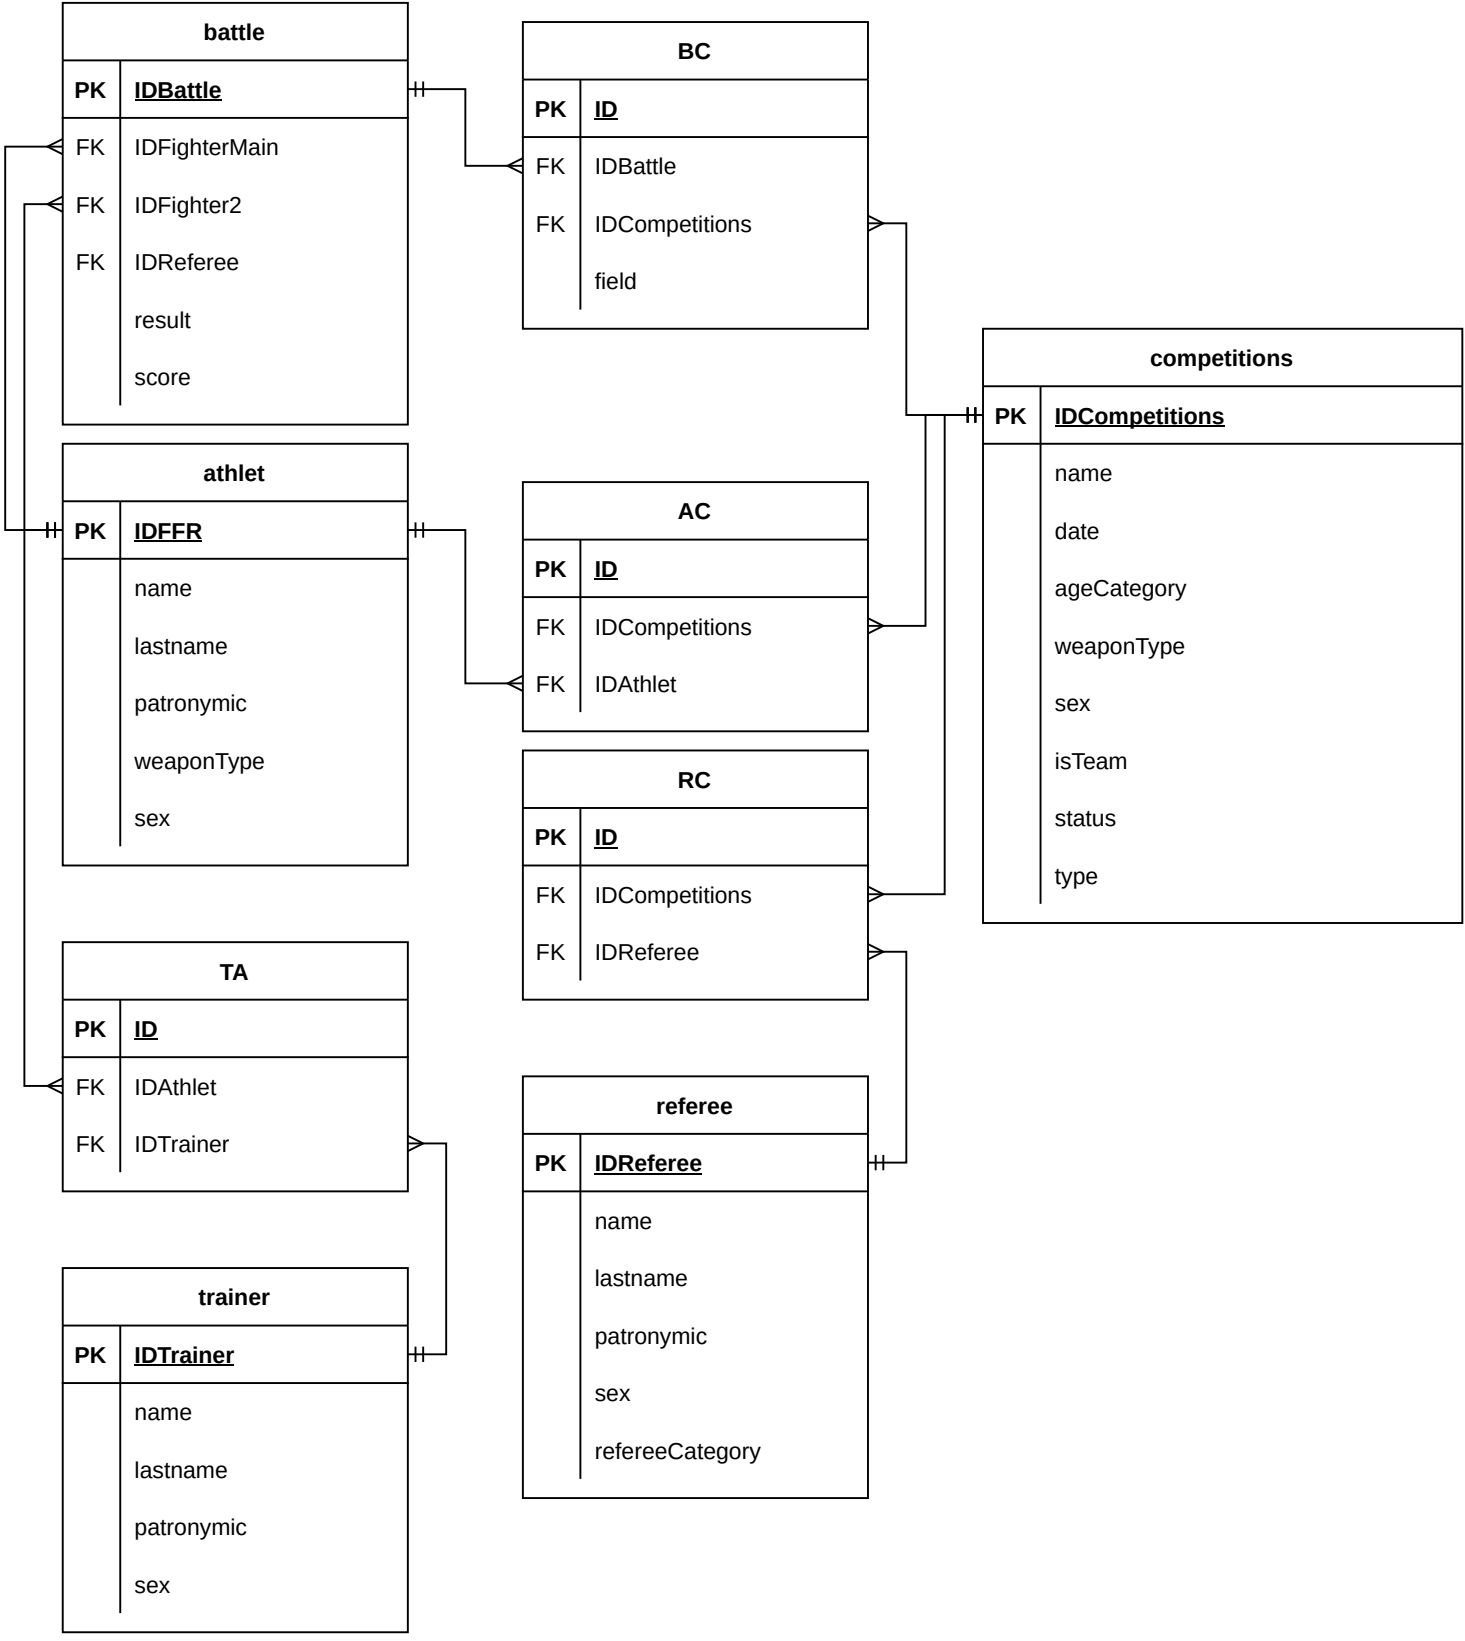 battle
PK IDBattle
FK IDFighterMain
FK IDFighter2
FK IDReferee
result
score
athlet
PK IDFFR
name
lastname
patronymic
weaponType
sex
TA
PK ID
FK IDAthlet
FK IDTrainer
trainer
PK IDTrainer
name
lastname
patronymic
sex
BC
PK ID
FK IDBattle
FK IDCompetitions
field
AC
PK ID
FK IDCompetitions
FK IDAthlet
RC
PK ID
FK IDCompetitions
FK IDReferee
referee
PK IDReferee
name
lastname
patronymic
sex
refereeCategory
competitions
PK IDCompetitions
name
date
ageCategory
weaponType
sex
isTeam
status
type